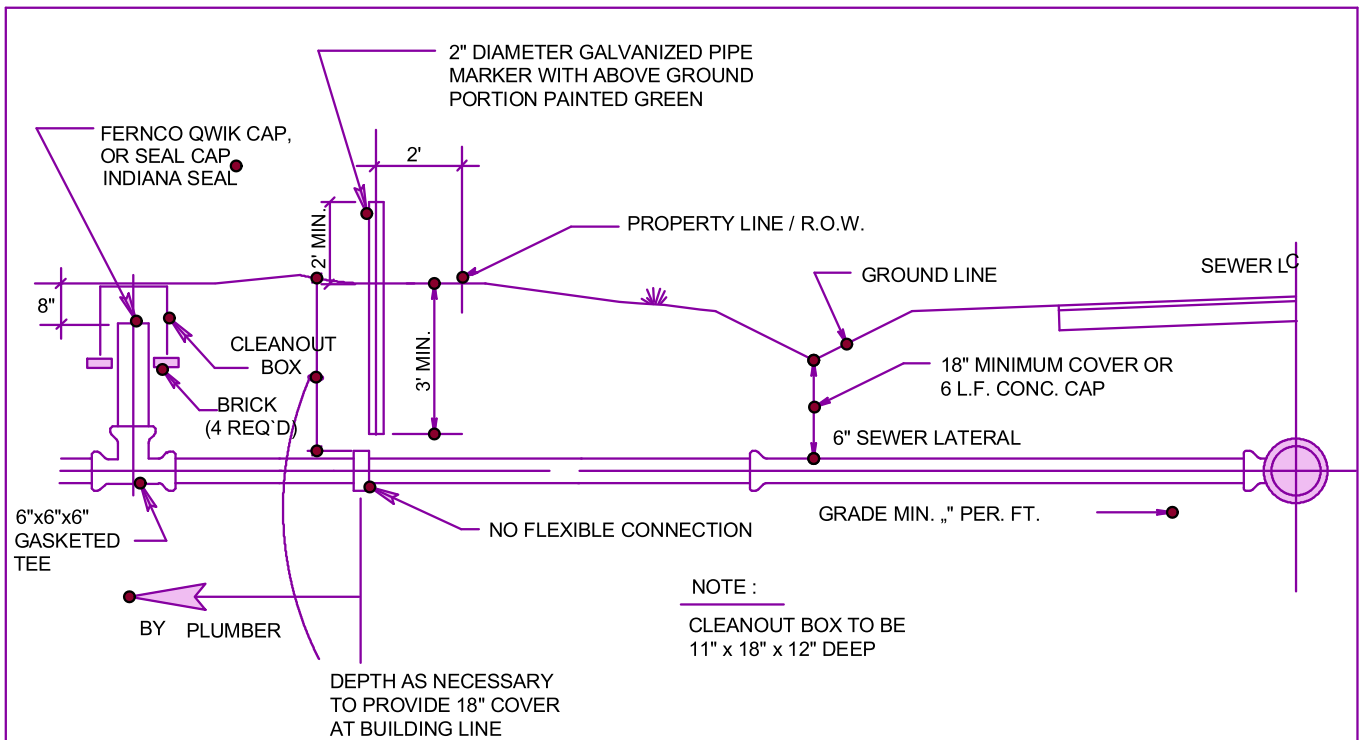 2" DIAMETER GALVANIZED PIPE
MARKER WITH ABOVE GROUND
PORTION PAINTED GREEN
FERNCO QWIK CAP,
OR SEAL CAP
INDIANA SEAL
2'
2' MIN.
PROPERTY LINE / R.O.W.
GROUND LINE
SEWER LC
8"
CLEANOUT
BOX
3' MIN.
18" MINIMUM COVER OR
6 L.F. CONC. CAP
BRICK
(4 REQ`D)
6" SEWER LATERAL
6"x6"x6"
GASKETED
TEE
NO FLEXIBLE CONNECTION
GRADE MIN. „" PER. FT.
BY PLUMBER
NOTE :
CLEANOUT BOX TO BE
11" x 18" x 12" DEEP
DEPTH AS NECESSARY
TO PROVIDE 18" COVER
AT BUILDING LINE